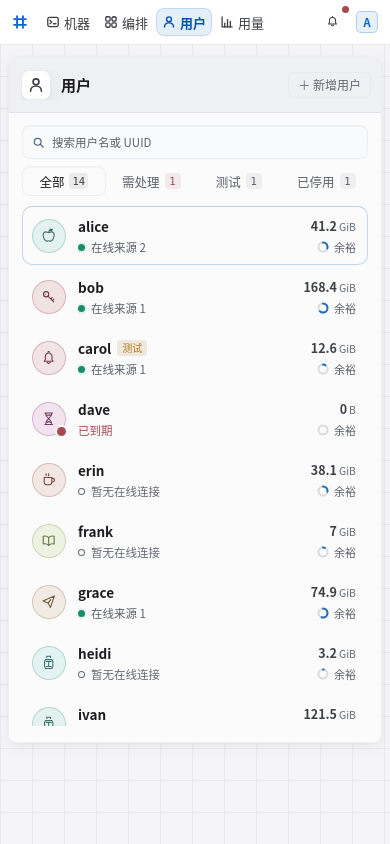 机器 编排 用户 用量 A
用户 新增用户
搜索用户名或 UUID
全部 14 需处理 1 测试 1 已停用 1
alice 41.2 GiB
在线来源 2 余裕
bob 168.4 GiB
在线来源 1 余裕
carol 测试 12.6 GiB
在线来源 1 余裕
dave 0 B
已到期 余裕
erin 38.1 GiB
暂无在线连接 余裕
frank 7 GiB
暂无在线连接 余裕
grace 74.9 GiB
在线来源 1 余裕
heidi 3.2 GiB
暂无在线连接 余裕
ivan 121.5 GiB